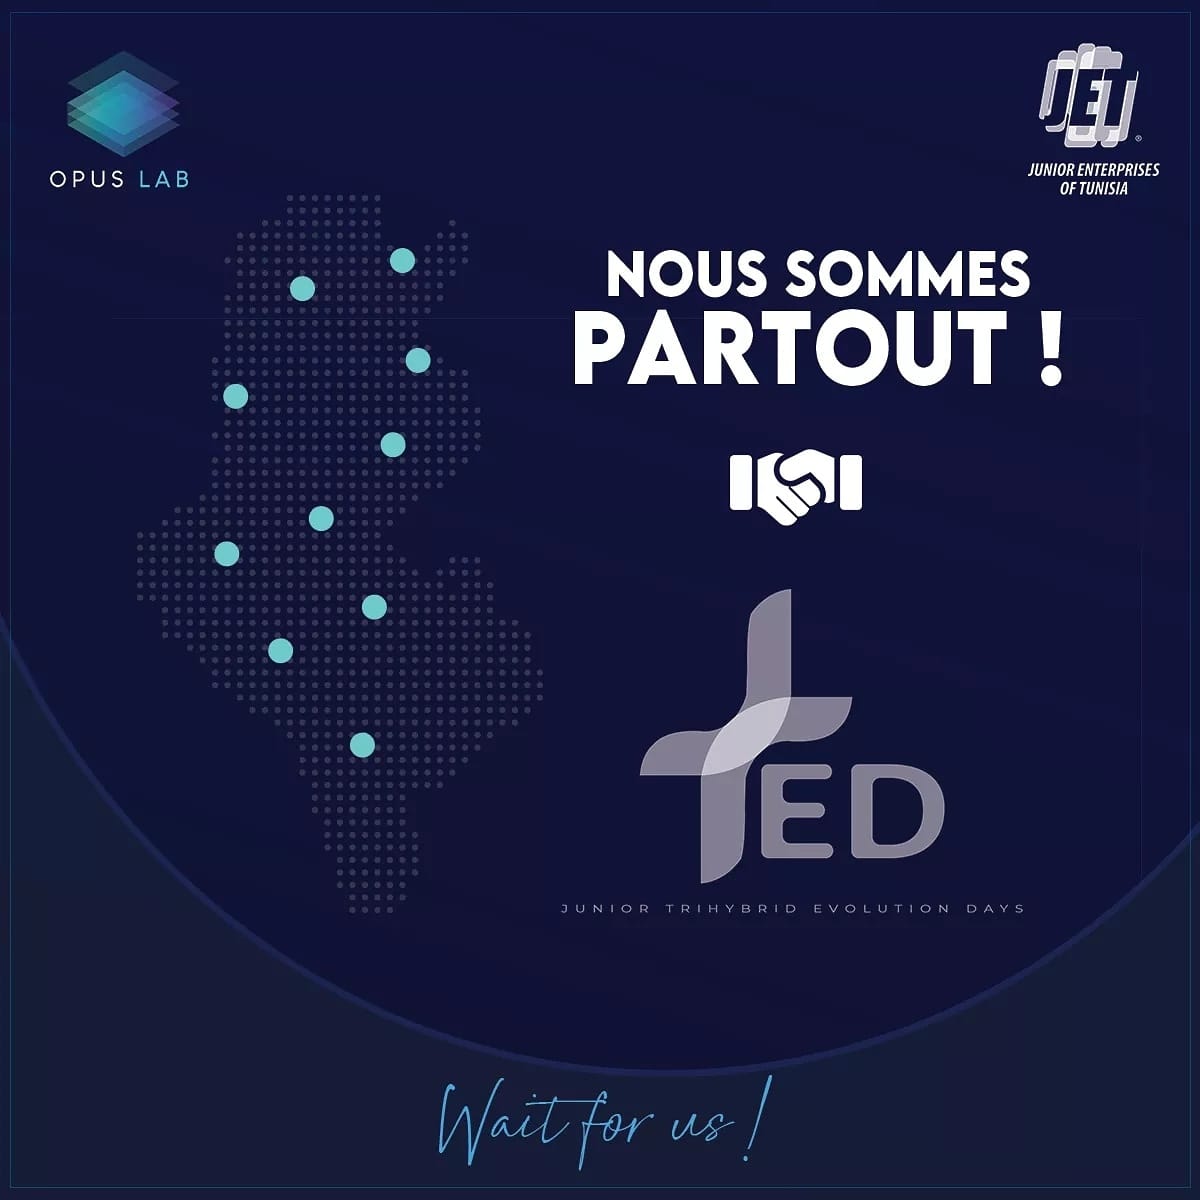 OPUS LAB
JET
®
JUNIOR ENTERPRISES
OF TUNISIA
NOUS SOMMES
PARTOUT !
ED
JUNIOR TRIHYBRID EVOLUTION DAYS
Wait for us !